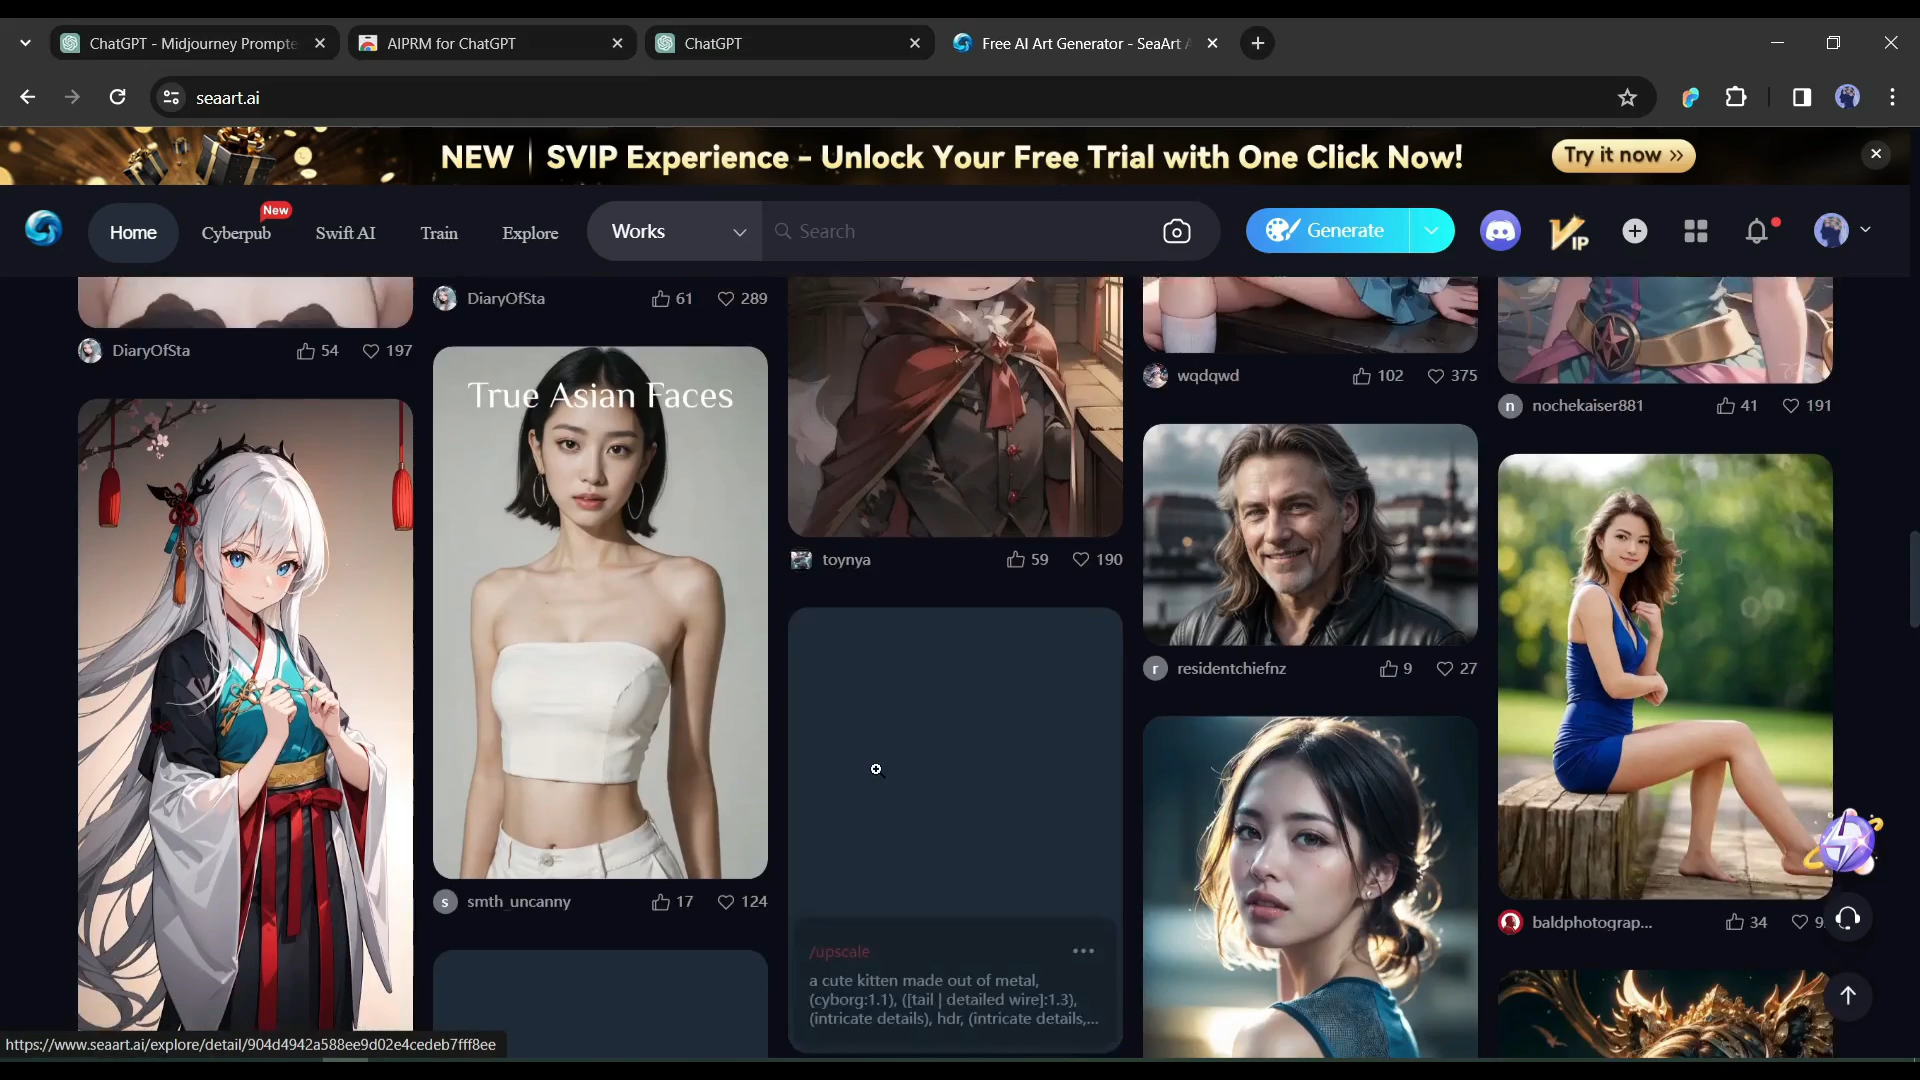 ChatGPT - Midjourney Prompte
AIPRM for ChatGPT
ChatGPT
Free AI Art Generator - SeaArt A
seaart.ai
NEW | SVIP Experience - Unlock Your Free Trial with One Click Now!
Try it now »
Home
Cyberpub
New
Swift AI
Train
Explore
Works
Search
Generate
VIP
DiaryOfSta
54
197
DiaryOfSta
61
289
True Asian Faces
smth_uncanny
17
124
toynya
59
190
/upscale
a cute kitten made out of metal,
(cyborg:1.1), ([tail | detailed wire]:1.3),
(intricate details), hdr, (intricate details,...
wqdqwd
102
375
r
residentchiefnz
9
27
n
nochekaiser881
41
191
baldphotograp...
34
9
s
https://www.seaart.ai/explore/detail/904d4942a588ee9d02e4cedeb7fff8ee